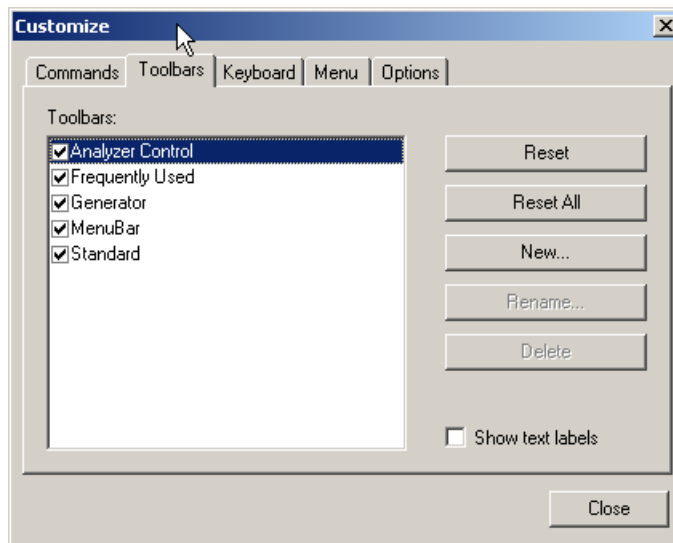 Customize
Commands Toolbars Keyboard Menu Options
Toolbars:
Analyzer Control
Frequently Used
Generator
MenuBar
Standard
Reset
Reset All
New...
Rename...
Delete
Show text labels
Close